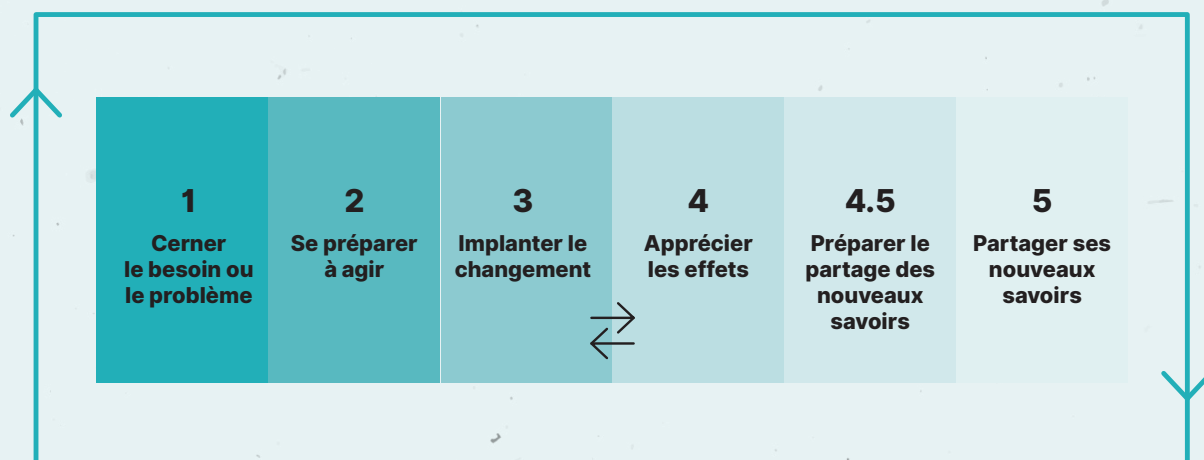 1
Cerner
le besoin ou
le problème
2
Se préparer
à agir
3
Implanter le
changement
4
Apprécier
les effets
4.5
Préparer le
partage des
nouveaux
savoirs
5
Partager ses
nouveaux
savoirs